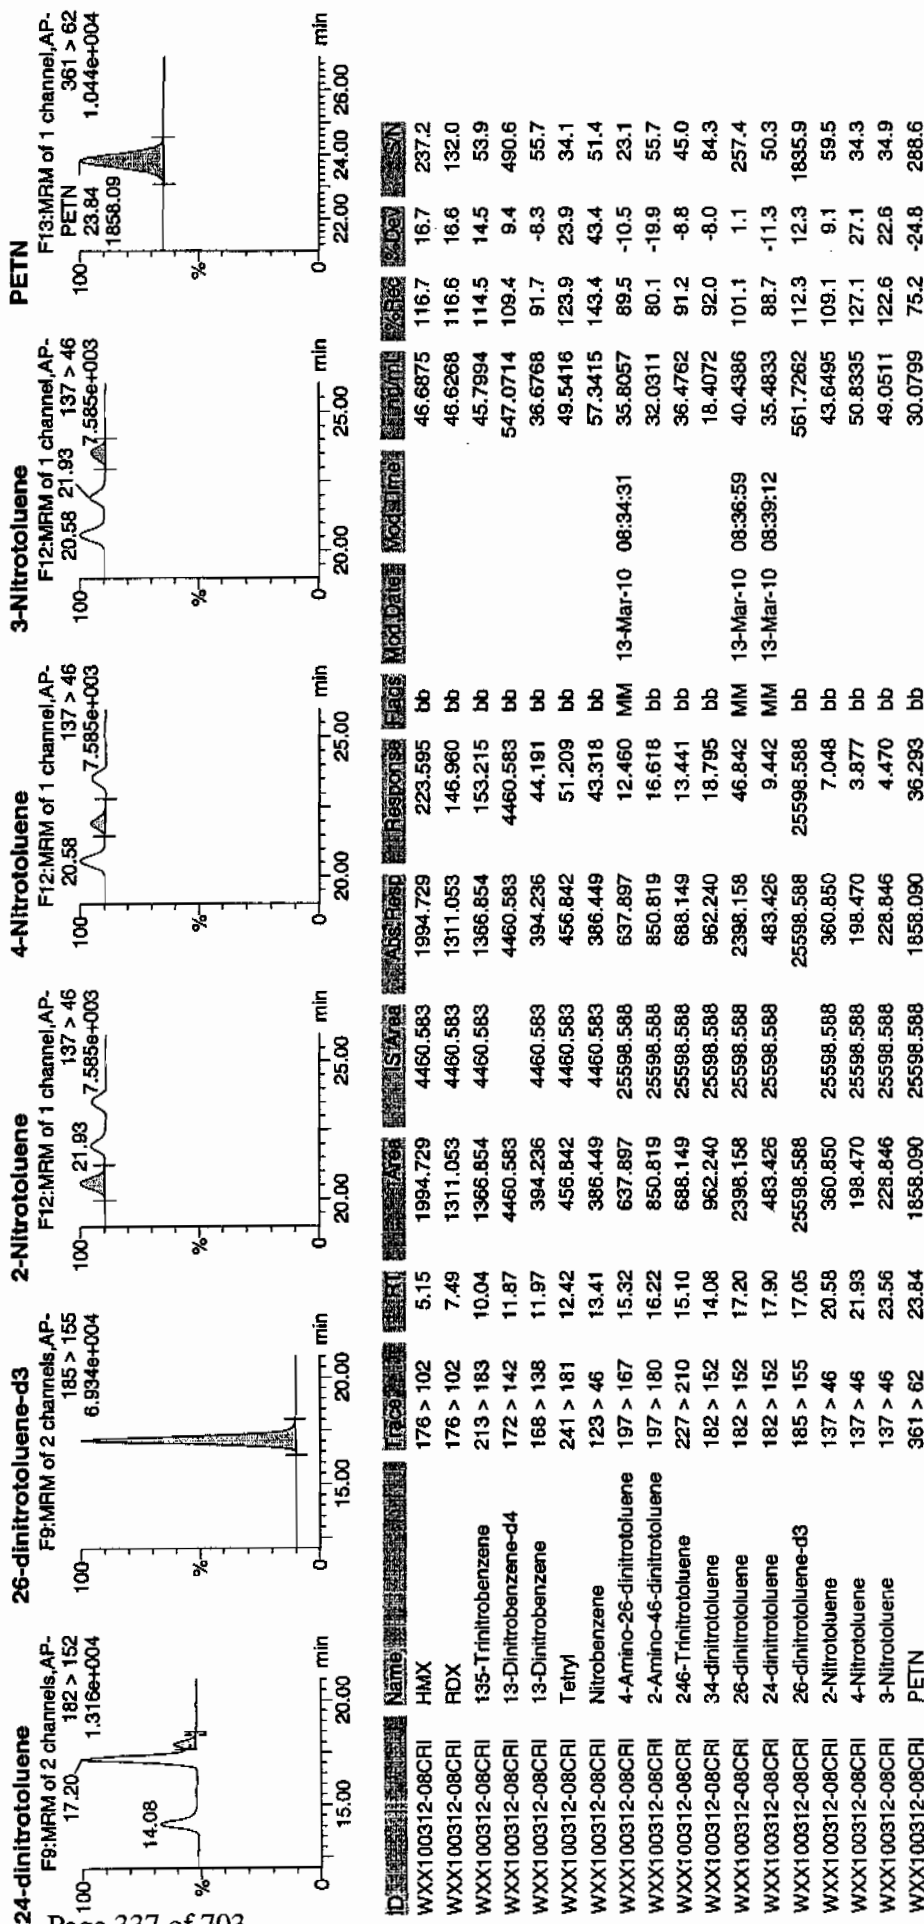 24-dinitrotoluene
F9:MRM of 2 channels,AP-
182 > 152
1.316e+004
17.20
14.08
100
%
0
15.00 20.00 min
26-dinitrotoluene-d3
F9:MRM of 2 channels,AP-
185 > 155
6.934e+004
100
%
0
15.00 20.00 min
2-Nitrotoluene
F12:MRM of 1 channel,AP-
137 > 46
7.585e+003
21.93
100
%
0
20.00 25.00 min
4-Nitrotoluene
F12:MRM of 1 channel,AP-
137 > 46
7.585e+003
20.58
100
%
0
20.00 25.00 min
3-Nitrotoluene
F12:MRM of 1 channel,AP-
137 > 46
7.585e+003
20.58 21.93
100
%
0
20.00 25.00 min
PETN
F13:MRM of 1 channel,AP-
361 > 62
1.044e+004
PETN
23.84
1858.09
100
%
0
22.00 24.00 26.00 min
ID Name Trace RT Area IS Area Abs Resp Response Flags Mod.Date Mod.Time ng/mL %Rec %Dev S/N
WXX100312-08CRI HMX 176 > 102 5.15 1994.729 4460.583 1994.729 223.595 bb 46.6875 116.7 16.7 237.2
WXX100312-08CRI RDX 176 > 102 7.49 1311.053 4460.583 1311.053 146.960 bb 46.6268 116.6 16.6 132.0
WXX100312-08CRI 135-Trinitrobenzene 213 > 183 10.04 1366.854 4460.583 1366.854 153.215 bb 45.7994 114.5 14.5 53.9
WXX100312-08CRI 13-Dinitrobenzene-d4 172 > 142 11.87 4460.583 4460.583 4460.583 bb 547.0714 109.4 9.4 490.6
WXX100312-08CRI 13-Dinitrobenzene 168 > 138 11.97 394.236 4460.583 394.236 44.191 bb 36.6768 91.7 -8.3 55.7
WXX100312-08CRI Tetryl 241 > 181 12.42 456.842 4460.583 456.842 51.209 bb 49.5416 123.9 23.9 34.1
WXX100312-08CRI Nitrobenzene 123 > 46 13.41 386.449 4460.583 386.449 43.318 bb 57.3415 143.4 43.4 51.4
WXX100312-08CRI 4-Amino-26-dinitrotoluene 197 > 167 15.32 637.897 25598.588 637.897 12.460 MM 13-Mar-10 08:34:31 35.8057 89.5 -10.5 23.1
WXX100312-08CRI 2-Amino-46-dinitrotoluene 197 > 180 16.22 850.819 25598.588 850.819 16.618 bb 32.0311 80.1 -19.9 55.7
WXX100312-08CRI 246-Trinitrotoluene 227 > 210 15.10 688.149 25598.588 688.149 13.441 bb 36.4762 91.2 -8.8 45.0
WXX100312-08CRI 34-dinitrotoluene 182 > 152 14.08 962.240 25598.588 962.240 18.795 bb 18.4072 92.0 -8.0 84.3
WXX100312-08CRI 26-dinitrotoluene 182 > 152 17.20 2398.158 25598.588 2398.158 46.842 MM 13-Mar-10 08:36:59 40.4386 101.1 1.1 257.4
WXX100312-08CRI 24-dinitrotoluene 182 > 152 17.90 483.426 25598.588 483.426 9.442 MM 13-Mar-10 08:39:12 35.4833 88.7 -11.3 50.3
WXX100312-08CRI 26-dinitrotoluene-d3 185 > 155 17.05 25598.588 25598.588 25598.588 bb 561.7262 112.3 12.3 1835.9
WXX100312-08CRI 2-Nitrotoluene 137 > 46 20.58 360.850 25598.588 360.850 7.048 bb 43.6495 109.1 9.1 59.5
WXX100312-08CRI 4-Nitrotoluene 137 > 46 21.93 198.470 25598.588 198.470 3.877 bb 50.8335 127.1 27.1 34.3
WXX100312-08CRI 3-Nitrotoluene 137 > 46 23.56 228.846 25598.588 228.846 4.470 bb 49.0511 122.6 22.6 34.9
WXX100312-08CRI PETN 361 > 62 23.84 1858.090 25598.588 1858.090 36.293 bb 30.0799 75.2 -24.8 288.6
Page 337 of 703